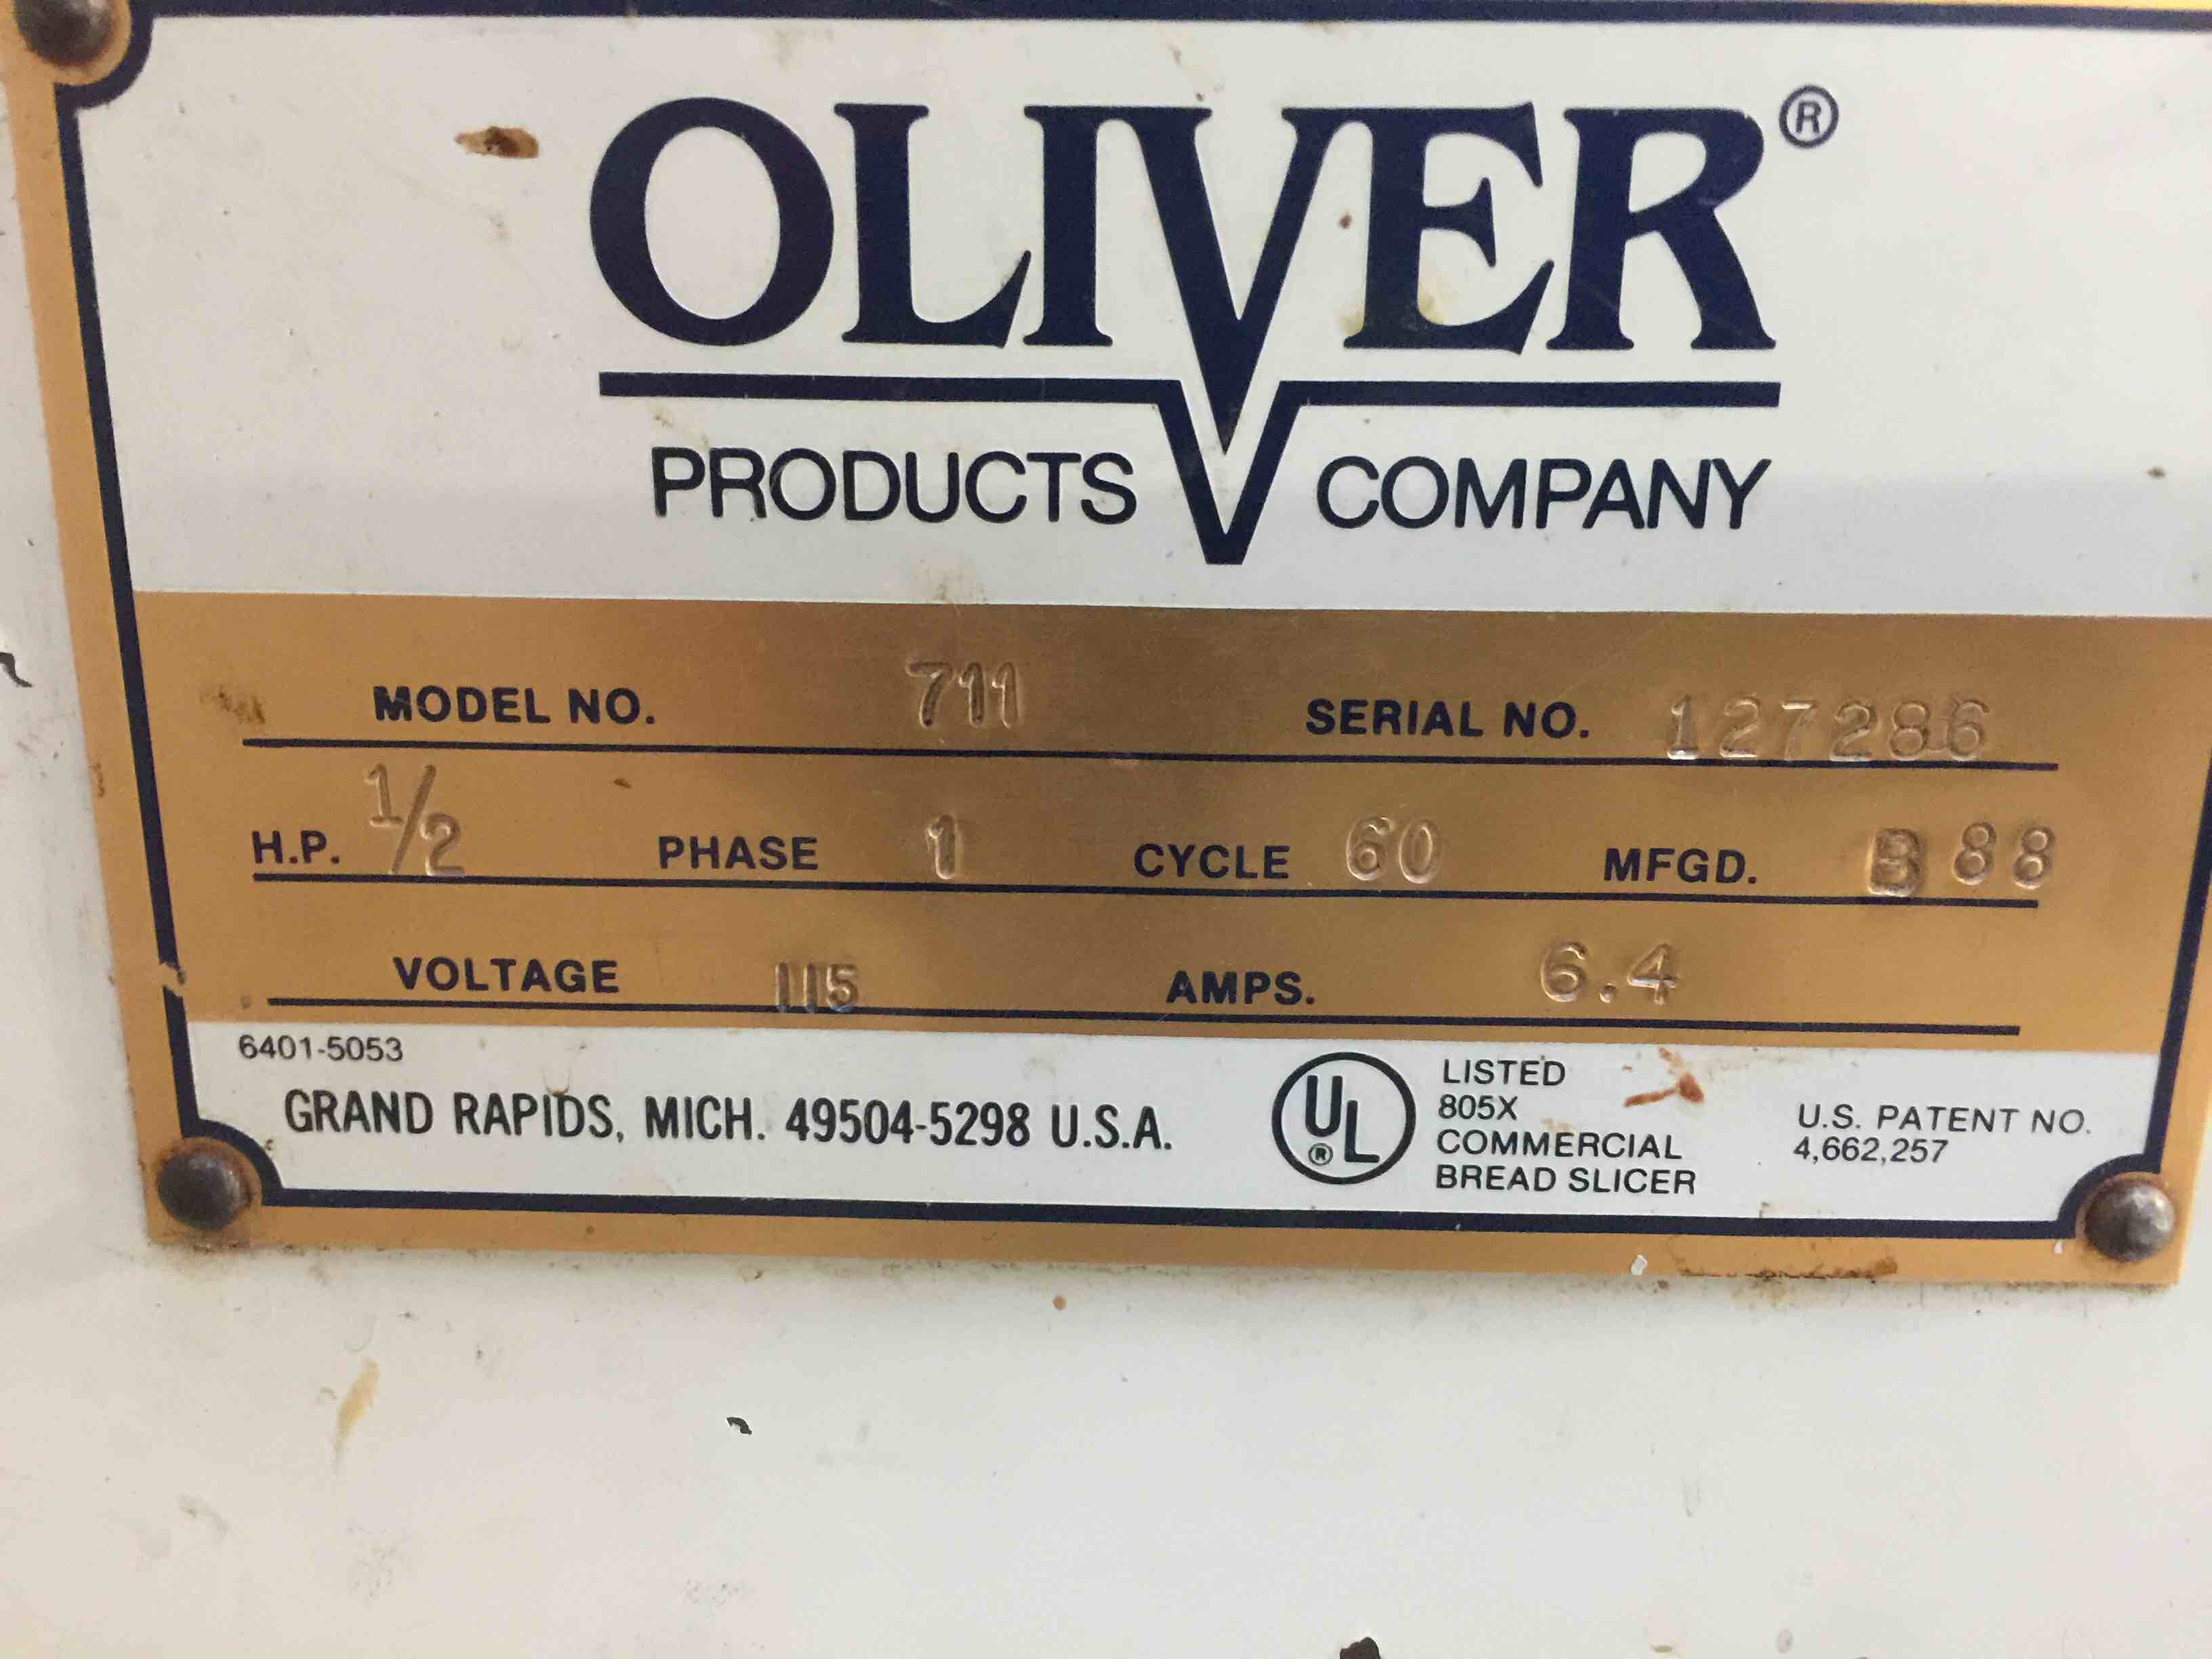 OLIVER®
PRODUCTS COMPANY
MODEL NO. 711 SERIAL NO. 127286
H.P. 1/2 PHASE 1 CYCLE 60 MFGD. B 88
VOLTAGE 115 AMPS. 6.4
6401-5053
GRAND RAPIDS, MICH. 49504-5298 U.S.A.
UL®
LISTED
805X
COMMERCIAL
BREAD SLICER
U.S. PATENT NO.
4,662,257